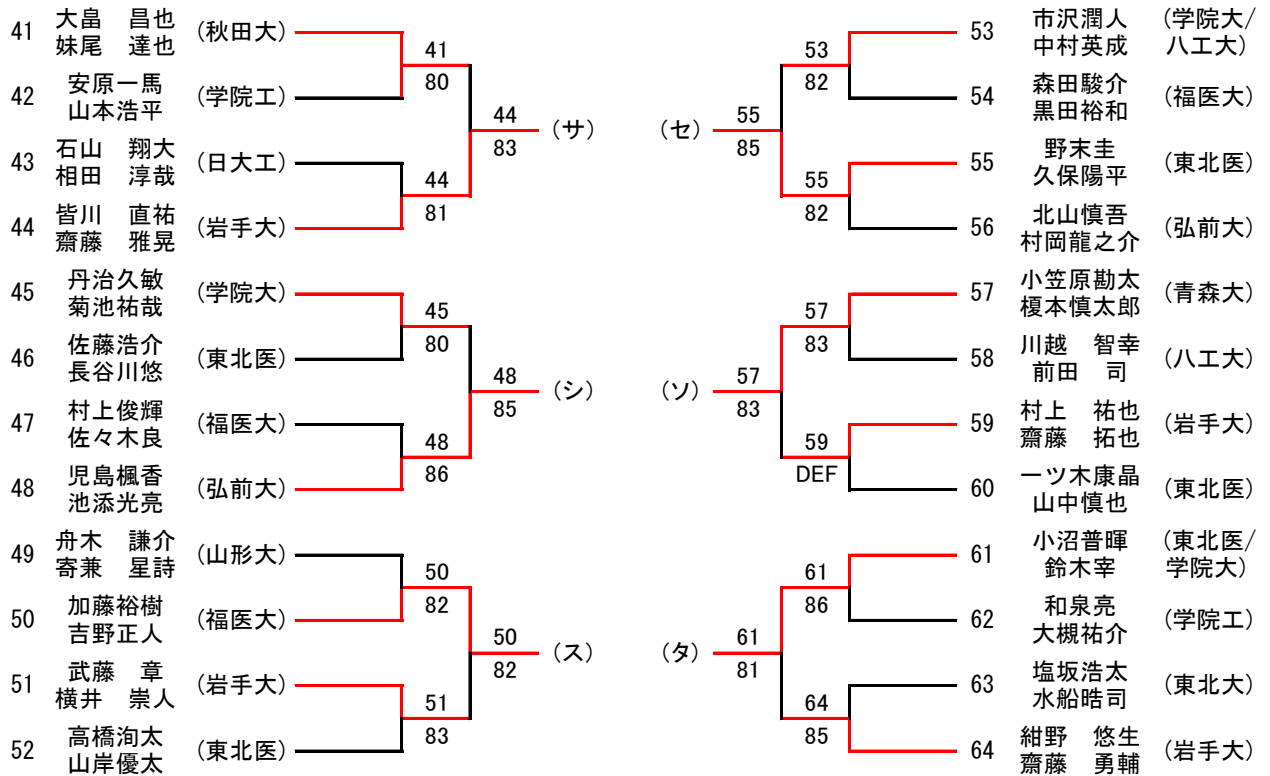 41 大畠　昌也 (秋田大)
妹尾　達也
42 安原一馬 (学院工)
山本浩平
41
80
43 石山　翔大 (日大工)
相田　淳哉
44 皆川　直祐 (岩手大)
齋藤　雅晃
44
81
44
83
(サ)
45 丹治久敏 (学院大)
菊池祐哉
46 佐藤浩介 (東北医)
長谷川悠
45
80
47 村上俊輝 (福医大)
佐々木良
48 児島楓香 (弘前大)
池添光亮
48
86
48
85
(シ)
49 舟木　謙介 (山形大)
寄兼　星詩
50 加藤裕樹 (福医大)
吉野正人
50
82
51 武藤　章 (岩手大)
横井　崇人
52 高橋洵太 (東北医)
山岸優太
51
83
50
82
(ス)
53 市沢潤人 (学院大/
中村英成 八工大)
54 森田駿介 (福医大)
黒田裕和
53
82
55 野末圭 (東北医)
久保陽平
56 北山慎吾 (弘前大)
村岡龍之介
55
82
55
85
(セ)
57 小笠原勘太 (青森大)
榎本慎太郎
58 川越　智幸 (八工大)
前田　司
57
83
59 村上　祐也 (岩手大)
齋藤　拓也
60 一ツ木康晶 (東北医)
山中慎也
59
DEF
57
83
(ソ)
61 小沼普暉 (東北医/
鈴木宰 学院大)
62 和泉亮 (学院工)
大槻祐介
61
86
63 塩坂浩太 (東北大)
水船晧司
64 紺野　悠生 (岩手大)
齋藤　勇輔
64
85
61
81
(タ)